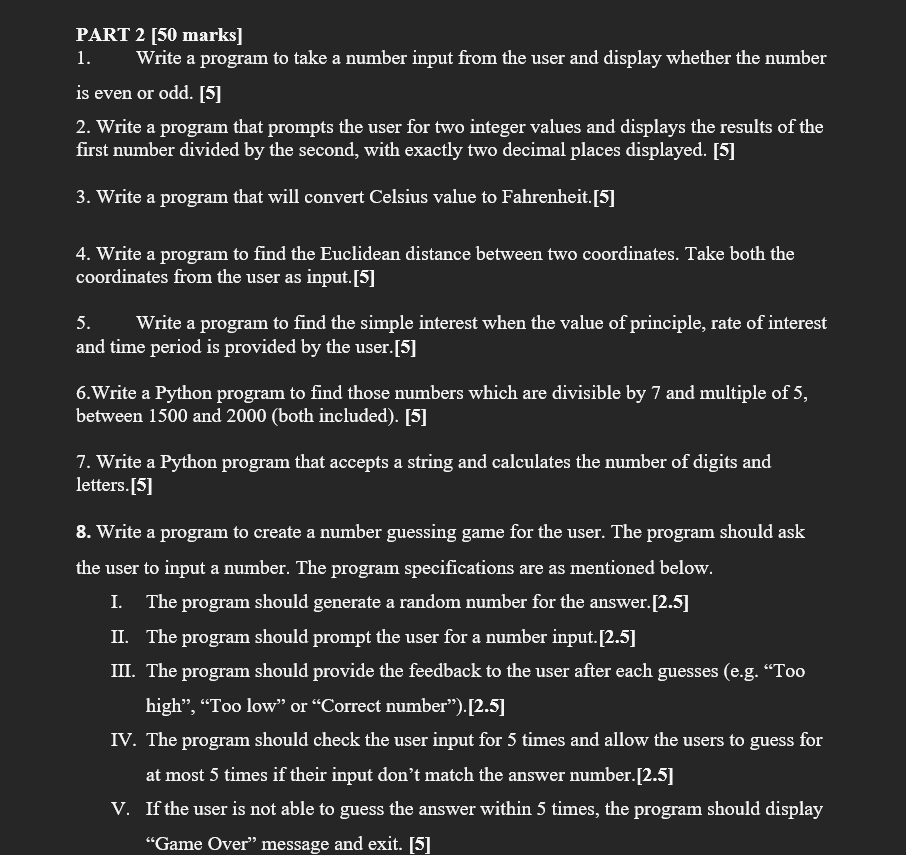 PART 2 [50 marks]
1. Write a program to take a number input from the user and display whether the number
is even or odd. [5]
2. Write a program that prompts the user for two integer values and displays the results of the
first number divided by the second, with exactly two decimal places displayed. [5]
3. Write a program that will convert Celsius value to Fahrenheit.[5]
4. Write a program to find the Euclidean distance between two coordinates. Take both the
coordinates from the user as input.[5]
5. Write a program to find the simple interest when the value of principle, rate of interest
and time period is provided by the user.[5]
6.Write a Python program to find those numbers which are divisible by 7 and multiple of 5,
between 1500 and 2000 (both included). [5]
7. Write a Python program that accepts a string and calculates the number of digits and
letters.[5]
8. Write a program to create a number guessing game for the user. The program should ask
the user to input a number. The program specifications are as mentioned below.
I. The program should generate a random number for the answer.[2.5]
II. The program should prompt the user for a number input.[2.5]
III. The program should provide the feedback to the user after each guesses (e.g. “Too
high”, “Too low” or “Correct number”).[2.5]
IV. The program should check the user input for 5 times and allow the users to guess for
at most 5 times if their input don’t match the answer number.[2.5]
V. If the user is not able to guess the answer within 5 times, the program should display
“Game Over” message and exit. [5]